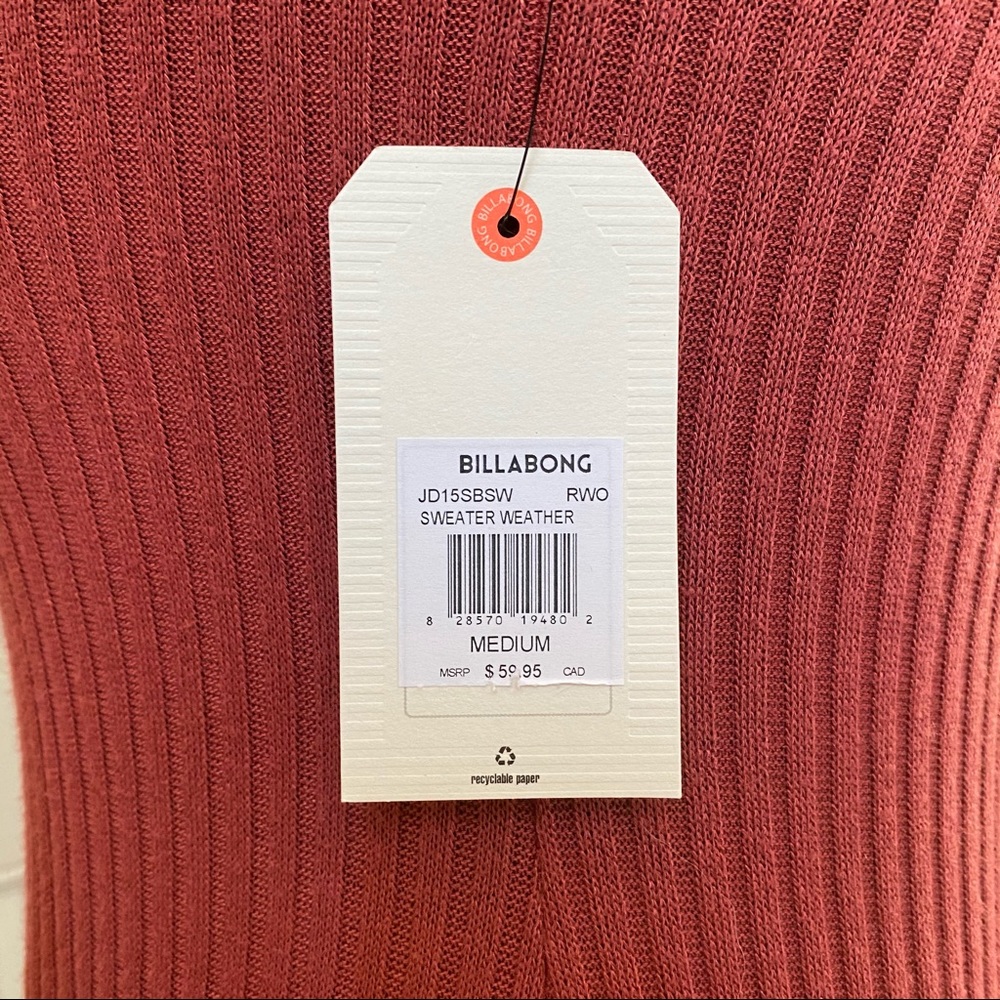 BILLABONG BILLABONG
BILLABONG
JD15SBSW RWO
SWEATER WEATHER
8 28570 19480 2
MEDIUM
MSRP $59.95 CAD
recyclable paper